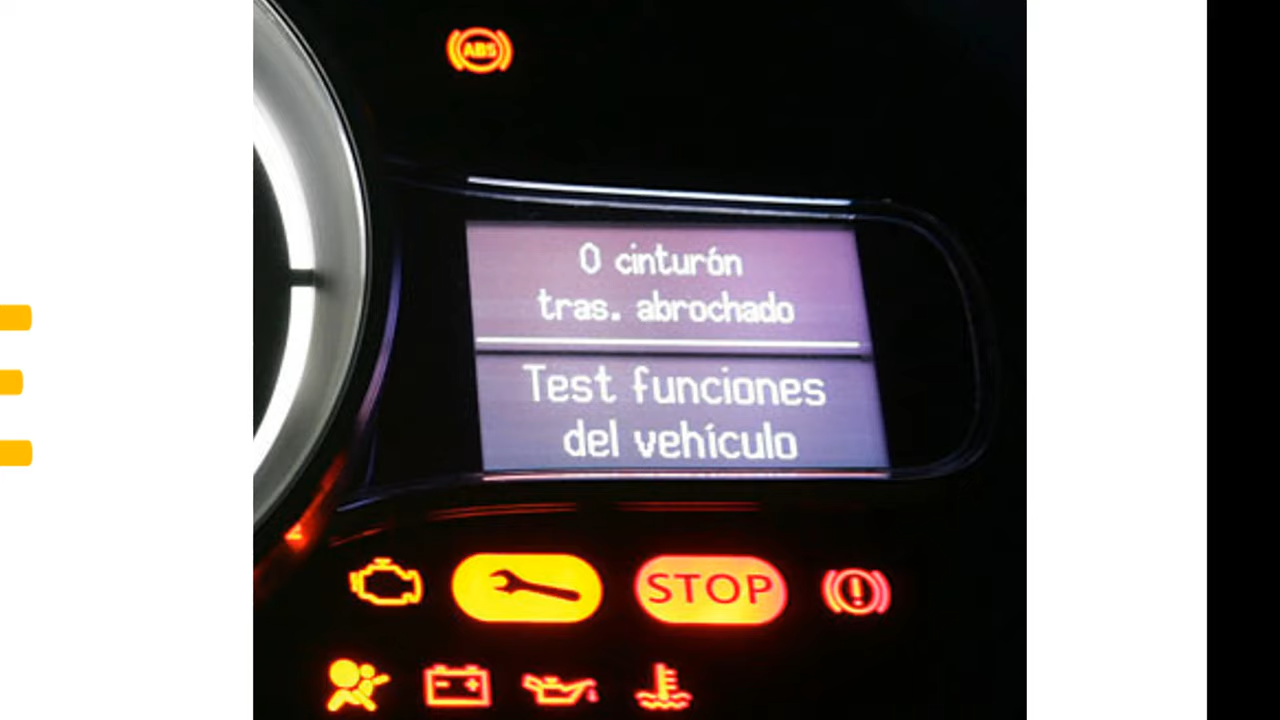 ABS
0 cinturón
tras. abrochado
Test funciones
del vehículo
STOP